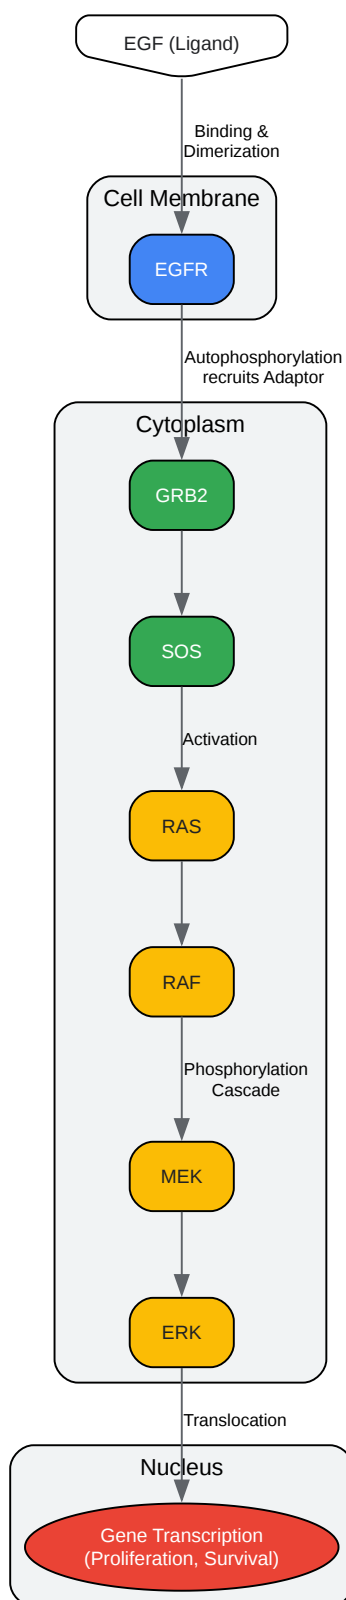 EGF (Ligand)
Binding &
Dimerization
Cell Membrane
EGFR
Autophosphorylation
recruits Adaptor
Cytoplasm
GRB2
SOS
Activation
RAS
RAF
Phosphorylation
Cascade
MEK
ERK
Translocation
Nucleus
Gene Transcription
(Proliferation, Survival)